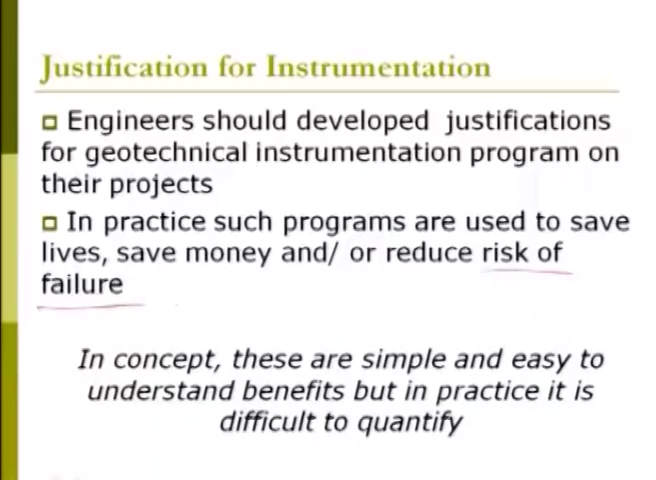 Justification for Instrumentation
Engineers should developed justifications
for geotechnical instrumentation program on
their projects
In practice such programs are used to save
lives, save money and/ or reduce risk of
failure
In concept, these are simple and easy to
understand benefits but in practice it is
difficult to quantify